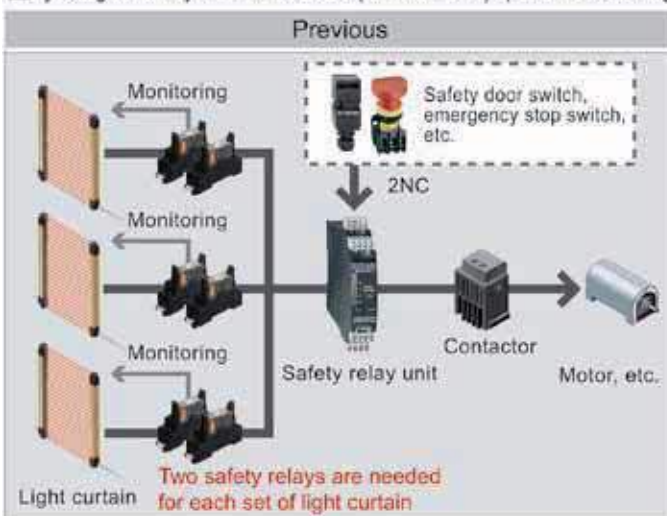 Previous
Monitoring
Safety door switch,
emergency stop switch,
etc.
2NC
Monitoring
Monitoring
Contactor
Safety relay unit
Motor, etc.
Light curtain
Two safety relays are needed
for each set of light curtain